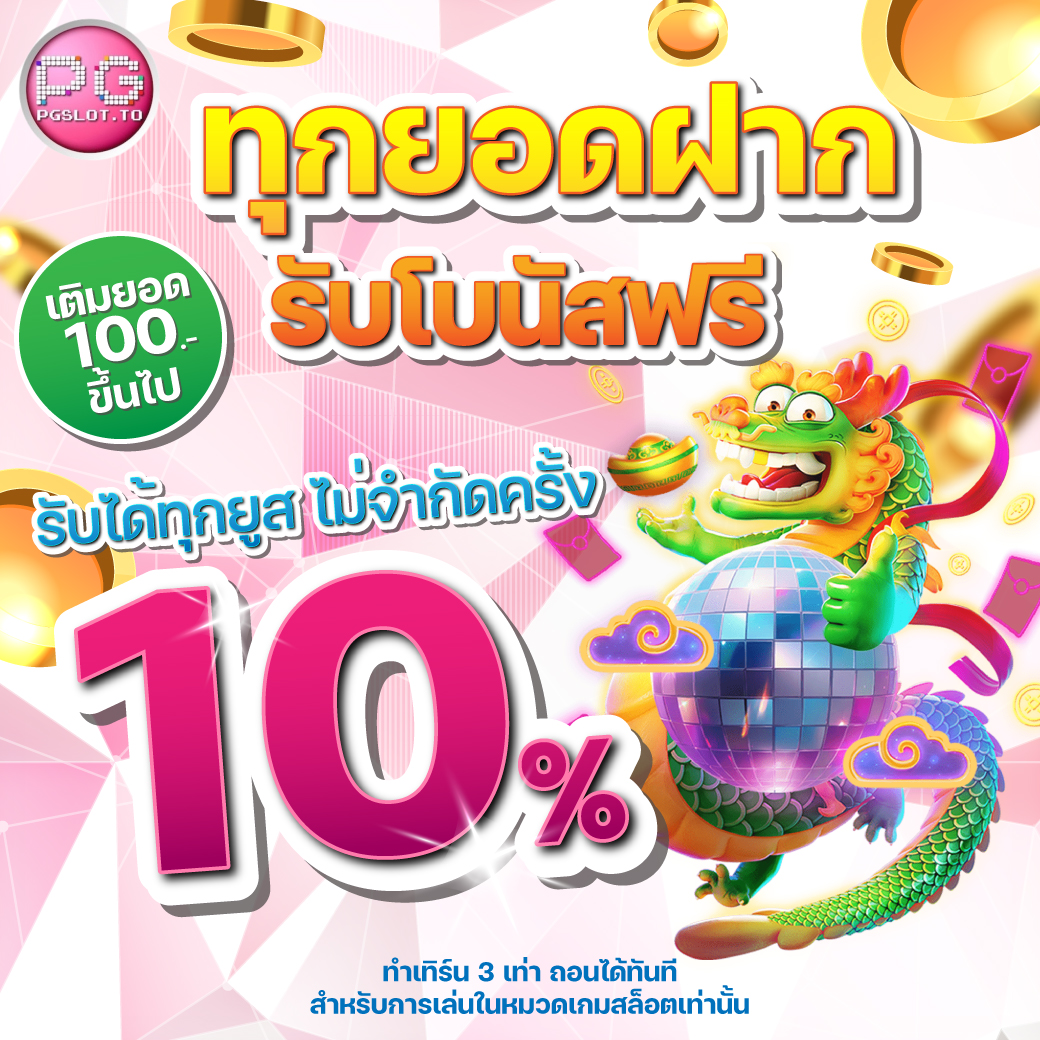 PG
PGSLOT.TO
ทุกยอดฝาก
รับโบนัสฟรี
เติมยอด
100.-
ขึ้นไป
รับได้ทุกยูส ไม่จำกัดครั้ง
10%
ทำเทิร์น 3 เท่า ถอนได้ทันที
สำหรับการเล่นในหมวดเกมสล็อตเท่านั้น